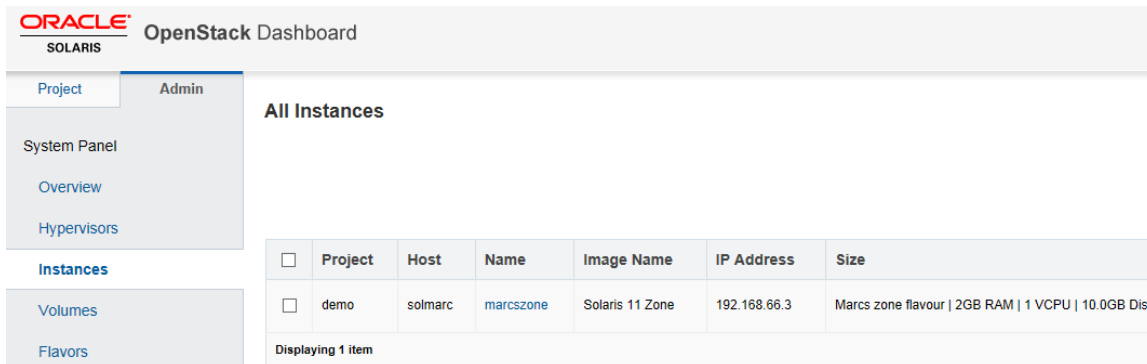 ORACLE
SOLARIS
OpenStack Dashboard
Project Admin
All Instances
System Panel
Overview
Hypervisors
Instances
Volumes
Flavors
Project Host Name Image Name IP Address Size
demo solmarc marcszone Solaris 11 Zone 192.168.66.3 Marcs zone flavour | 2GB RAM | 1 VCPU | 10.0GB Dis
Displaying 1 item